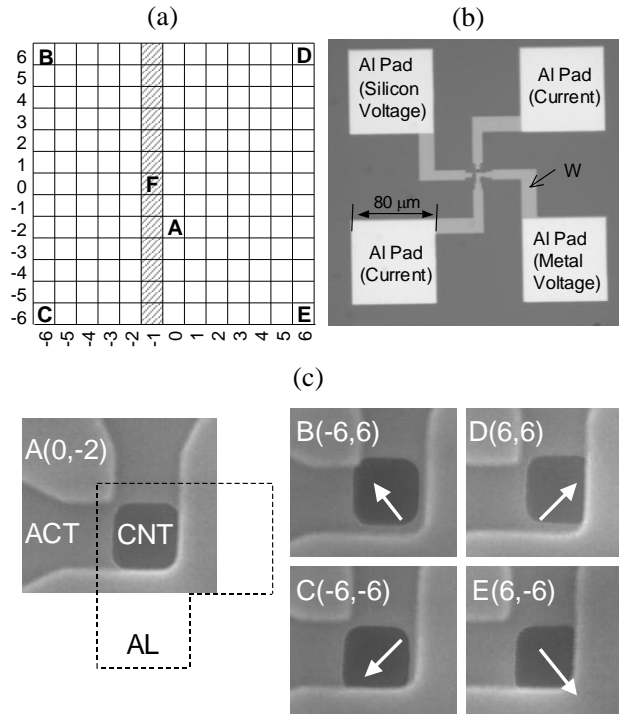 (a)
(b)
6
B
D
5
4
3
2
1
0
F
-1
-2
A
-3
-4
-5
-6
C
E
-6
-5
-4
-3
-2
-1
0
1
2
3
4
5
6
Al Pad
(Silicon
Voltage)
Al Pad
(Current)
W
80 μm
Al Pad
(Current)
Al Pad
(Metal
Voltage)
(c)
A(0,-2)
ACT
CNT
AL
B(-6,6)
D(6,6)
C(-6,-6)
E(6,-6)